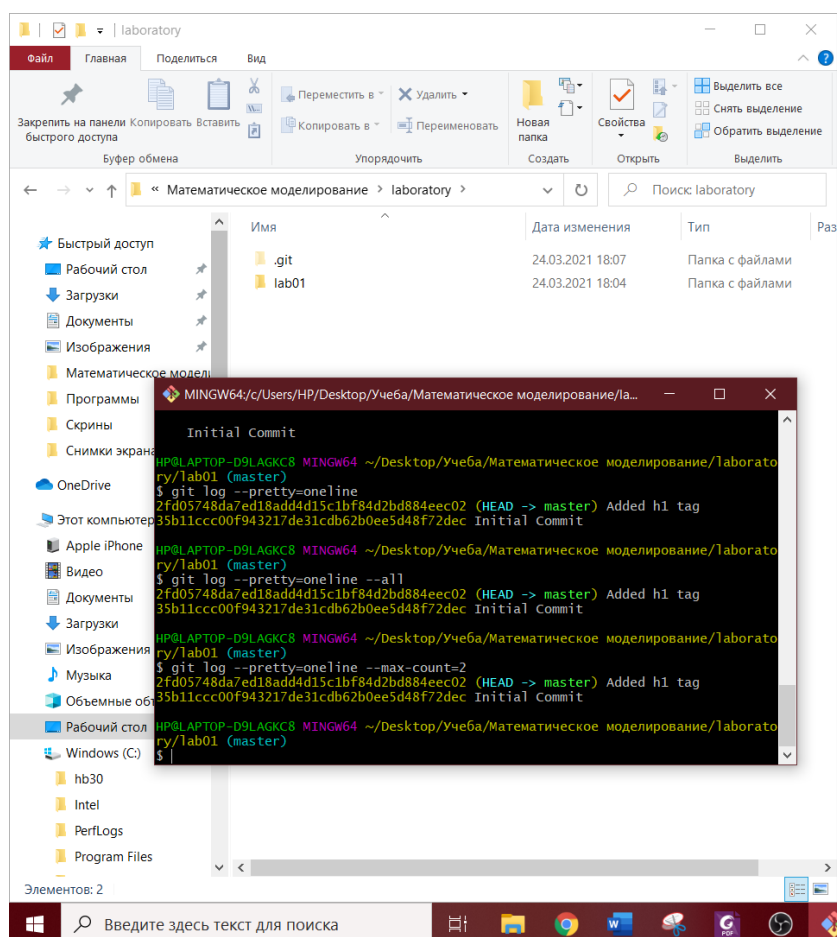 laboratory
Файл Главная Поделиться Вид
Закрепить на панели быстрого доступа
Копировать
Вставить
Переместить в
Копировать в
Удалить
Переименовать
Новая папка
Свойства
Выделить все
Снять выделение
Обратить выделение
Буфер обмена Упорядочить Создать Открыть Выделить
« Математическое моделирование > laboratory >
Поиск: laboratory
Имя Дата изменения Тип Раз
.git 24.03.2021 18:07 Папка с файлами
lab01 24.03.2021 18:04 Папка с файлами
Быстрый доступ
Рабочий стол
Загрузки
Документы
Изображения
Математическое модел
Программы
Скрины
Снимки экрана
OneDrive
Этот компьютер
Apple iPhone
Видео
Документы
Загрузки
Изображения
Музыка
Объемные об
Рабочий стол
Windows (C:)
hb30
Intel
PerfLogs
Program Files
MINGW64:/c/Users/HP/Desktop/Учеба/Математическое моделирование/la...
Initial Commit
HP@LAPTOP-D9LAGKC8 MINGW64 ~/Desktop/Учеба/Математическое моделирование/laborato
ry/lab01 (master)
$ git log --pretty=oneline
2fd05748da7ed18add4d15c1bf84d2bd884eec02 (HEAD -> master) Added h1 tag
35b11ccc00f943217de31cdb62b0ee5d48f72dec Initial Commit
HP@LAPTOP-D9LAGKC8 MINGW64 ~/Desktop/Учеба/Математическое моделирование/laborato
ry/lab01 (master)
$ git log --pretty=oneline --all
2fd05748da7ed18add4d15c1bf84d2bd884eec02 (HEAD -> master) Added h1 tag
35b11ccc00f943217de31cdb62b0ee5d48f72dec Initial Commit
HP@LAPTOP-D9LAGKC8 MINGW64 ~/Desktop/Учеба/Математическое моделирование/laborato
ry/lab01 (master)
$ git log --pretty=oneline --max-count=2
2fd05748da7ed18add4d15c1bf84d2bd884eec02 (HEAD -> master) Added h1 tag
35b11ccc00f943217de31cdb62b0ee5d48f72dec Initial Commit
HP@LAPTOP-D9LAGKC8 MINGW64 ~/Desktop/Учеба/Математическое моделирование/laborato
ry/lab01 (master)
$
Элементов: 2
Введите здесь текст для поиска